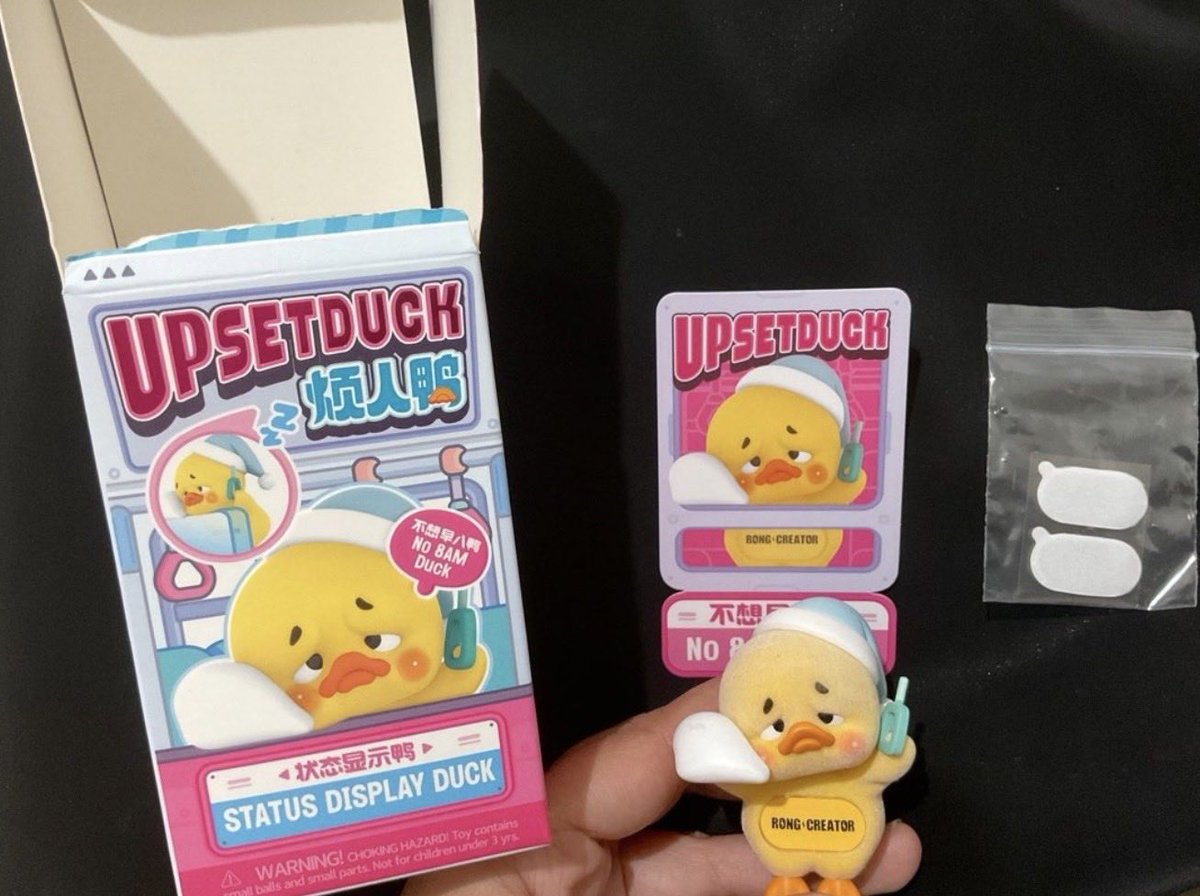 UPSETDUCK
烦人鸭
ZZ
不想早八鸭
No 8AM
DUCK
状态显示鸭
STATUS DISPLAY DUCK
WARNING! CHOKING HAZARD! Toy contains
small balls and small parts. Not for children under 3 yrs.
UPSETDUCK
RONG CREATOR
不想
No 8
RONG CREATOR